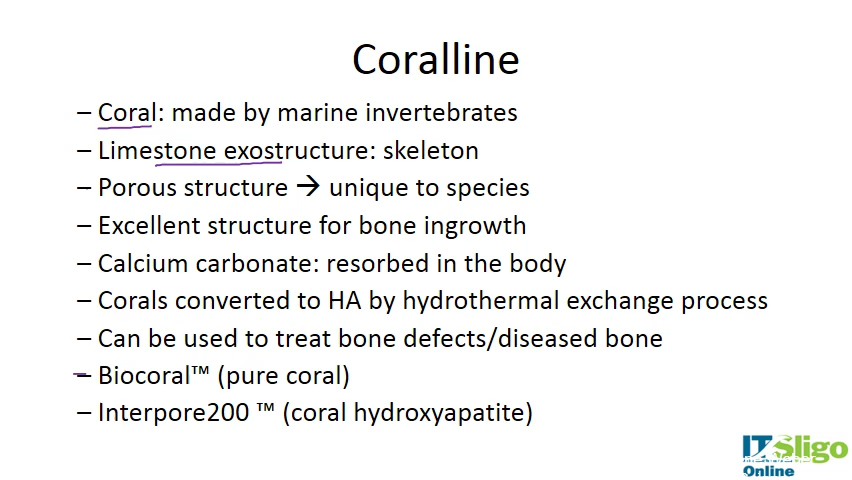 Coralline
– Coral: made by marine invertebrates
– Limestone exostructure: skeleton
– Porous structure → unique to species
– Excellent structure for bone ingrowth
– Calcium carbonate: resorbed in the body
– Corals converted to HA by hydrothermal exchange process
– Can be used to treat bone defects/diseased bone
– Biocoral™ (pure coral)
– Interpore200 ™ (coral hydroxyapatite)
IT Sligo
Online